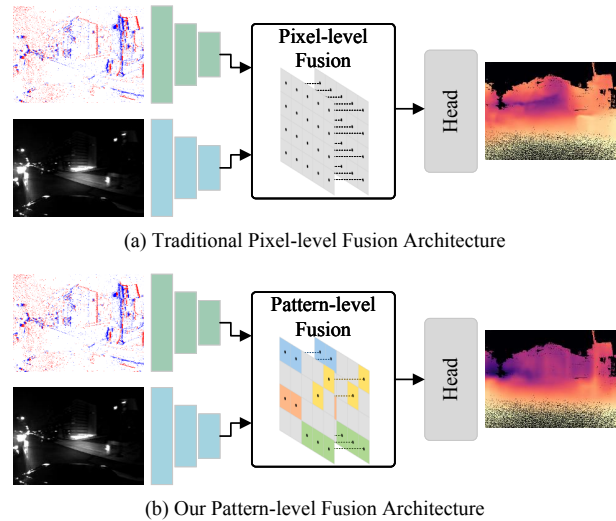 Pixel-level
Fusion
Head
(a) Traditional Pixel-level Fusion Architecture
Pattern-level
Fusion
Head
(b) Our Pattern-level Fusion Architecture